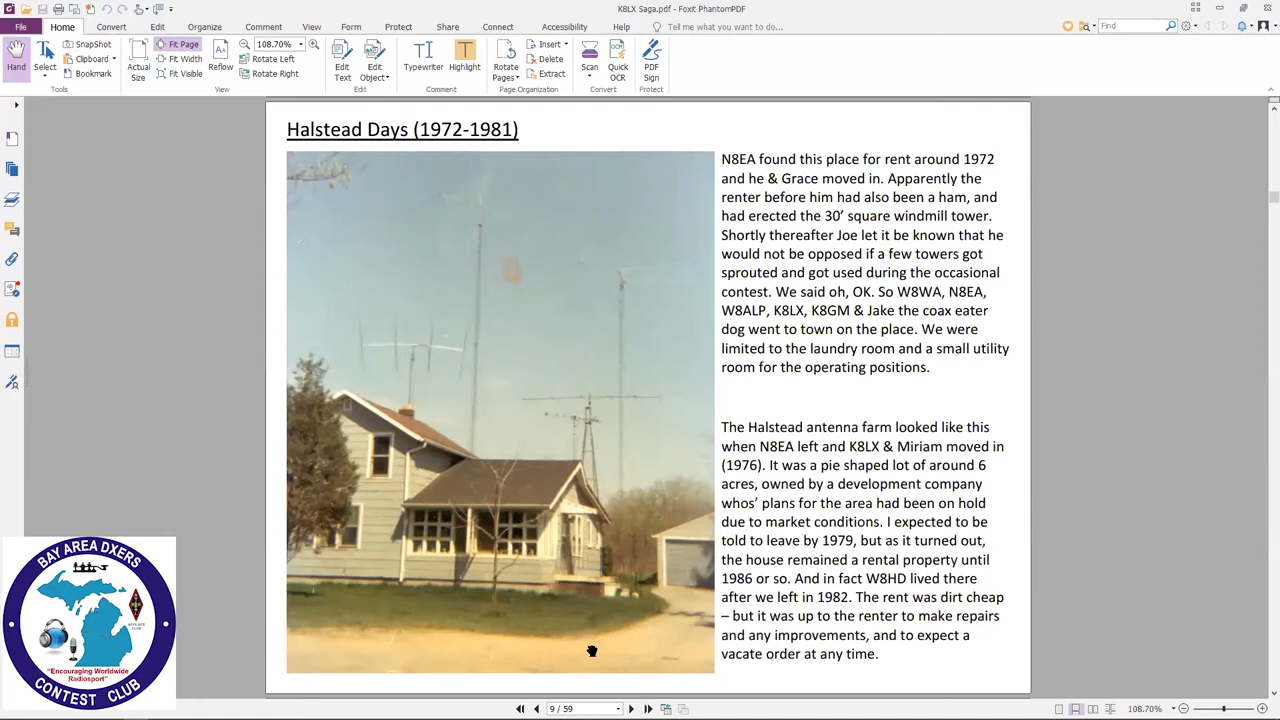 K8LX Saga.pdf - Foxit PhantomPDF
File Home Convert Edit Organize Comment View Form Protect Share Connect Accessibility Help Tell me what you want to do... Find
Hand
Select
SnapShot
Clipboard
Bookmark
Tools
Actual Size
Fit Page
Fit Width
Fit Visible
Reflow
108.70%
Rotate Left
Rotate Right
View
Edit Text
Edit Object
Edit
Typewriter
Highlight
Comment
Rotate Pages
Insert
Delete
Extract
Page Organization
Scan
Quick OCR
Convert
PDF Sign
Protect
Halstead Days (1972-1981)
N8EA found this place for rent around 1972
and he & Grace moved in. Apparently the
renter before him had also been a ham, and
had erected the 30’ square windmill tower.
Shortly thereafter Joe let it be known that he
would not be opposed if a few towers got
sprouted and got used during the occasional
contest. We said oh, OK. So W8WA, N8EA,
W8ALP, K8LX, K8GM & Jake the coax eater
dog went to town on the place. We were
limited to the laundry room and a small utility
room for the operating positions.
The Halstead antenna farm looked like this
when N8EA left and K8LX & Miriam moved in
(1976). It was a pie shaped lot of around 6
acres, owned by a development company
whos’ plans for the area had been on hold
due to market conditions. I expected to be
told to leave by 1979, but as it turned out,
the house remained a rental property until
1986 or so. And in fact W8HD lived there
after we left in 1982. The rent was dirt cheap
– but it was up to the renter to make repairs
and any improvements, and to expect a
vacate order at any time.
BAY AREA DXERS
AFFILIATE CLUB
"Encouraging Worldwide
Radiosport"
CONTEST CLUB
9 / 59
108.70%